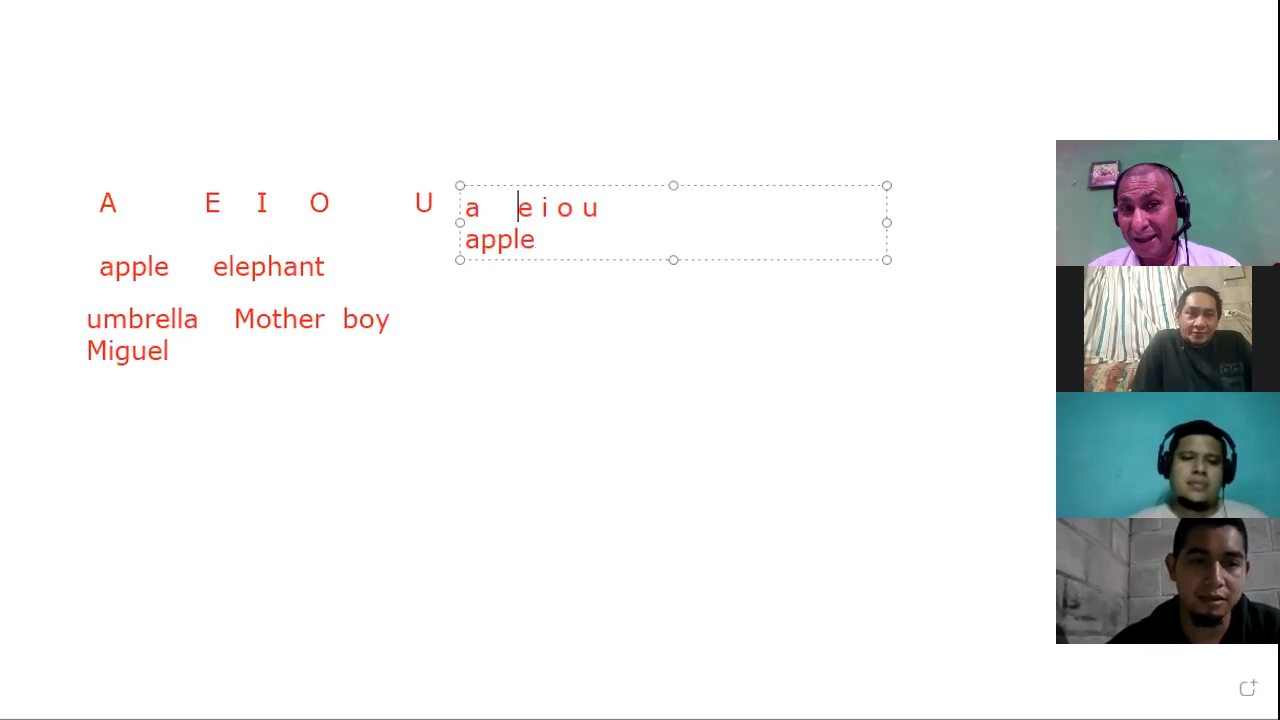 A E I O U
a e i o u
apple
apple elephant
umbrella Mother boy
Miguel